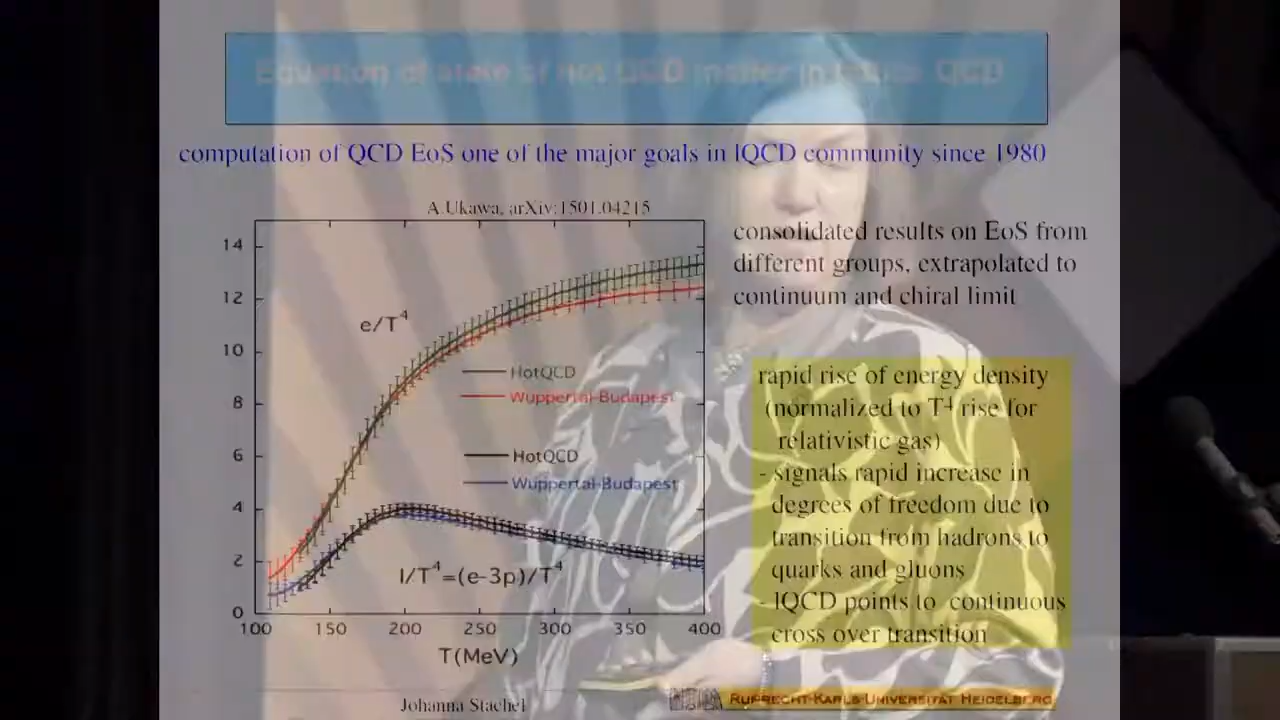 Equation of state of hot QCD matter in lattice QCD
computation of QCD EoS one of the major goals in lQCD community since 1980
A.Ukawa, arXiv:1501.04215
consolidated results on EoS from
different groups, extrapolated to
continuum and chiral limit
14
12
10
8
6
4
2
0
e/T⁴
HotQCD
Wuppertal-Budapest
HotQCD
Wuppertal-Budapest
I/T⁴=(e-3p)/T⁴
100 150 200 250 300 350 400
T(MeV)
rapid rise of energy density
(normalized to T⁴ rise for
relativistic gas)
- signals rapid increase in
degrees of freedom due to
transition from hadrons to
quarks and gluons
- lQCD points to continuous
cross over transition
Johanna Stachel
RUPRECHT-KARLS-UNIVERSITÄT HEIDELBERG